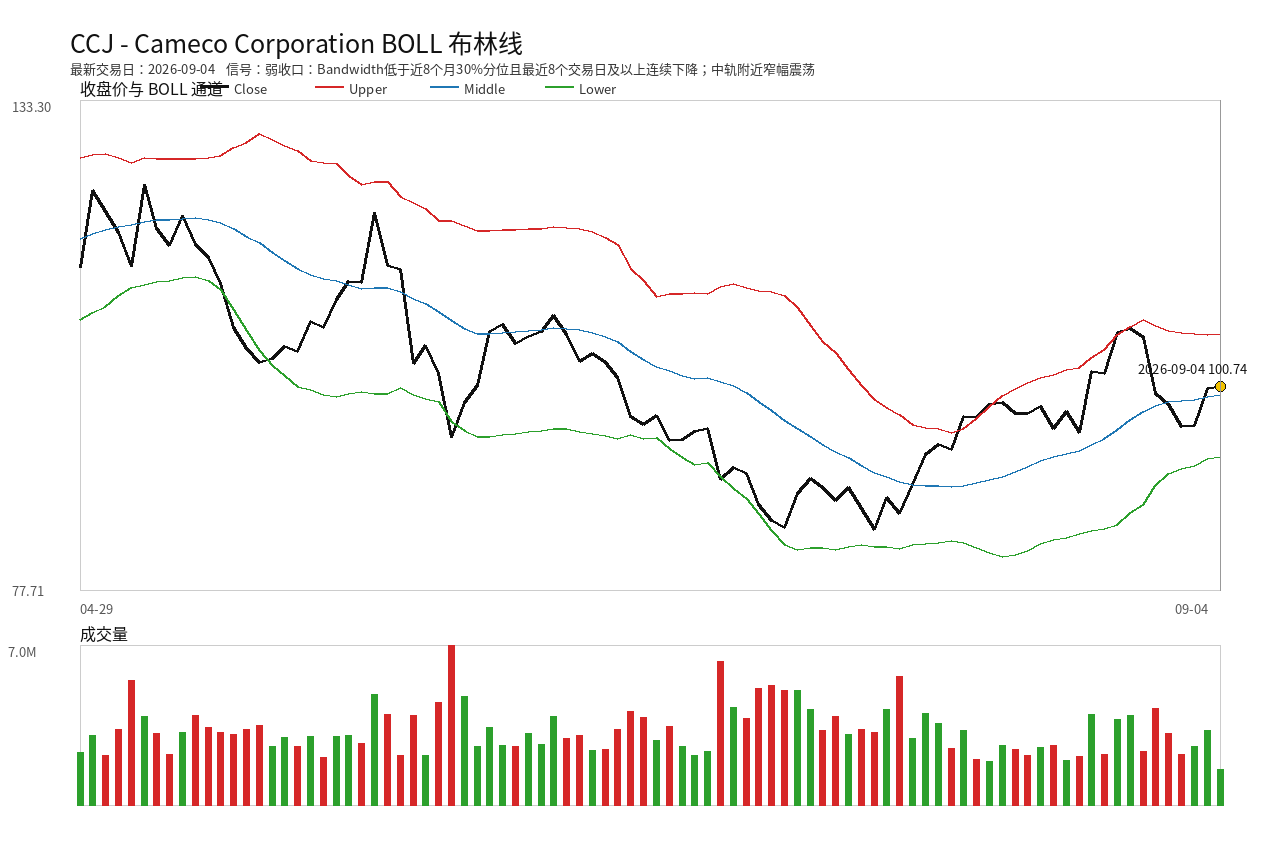 CCJ - Cameco Corporation BOLL 布林线
最新交易日：2026-09-04 信号：弱收口：Bandwidth低于近8个月30%分位且最近8个交易日及以上连续下降；中轨附近窄幅震荡
收盘价与 BOLL 通道 Close Upper Middle Lower
133.30
2026-09-04 100.74
77.71
04-29 09-04
成交量
7.0M